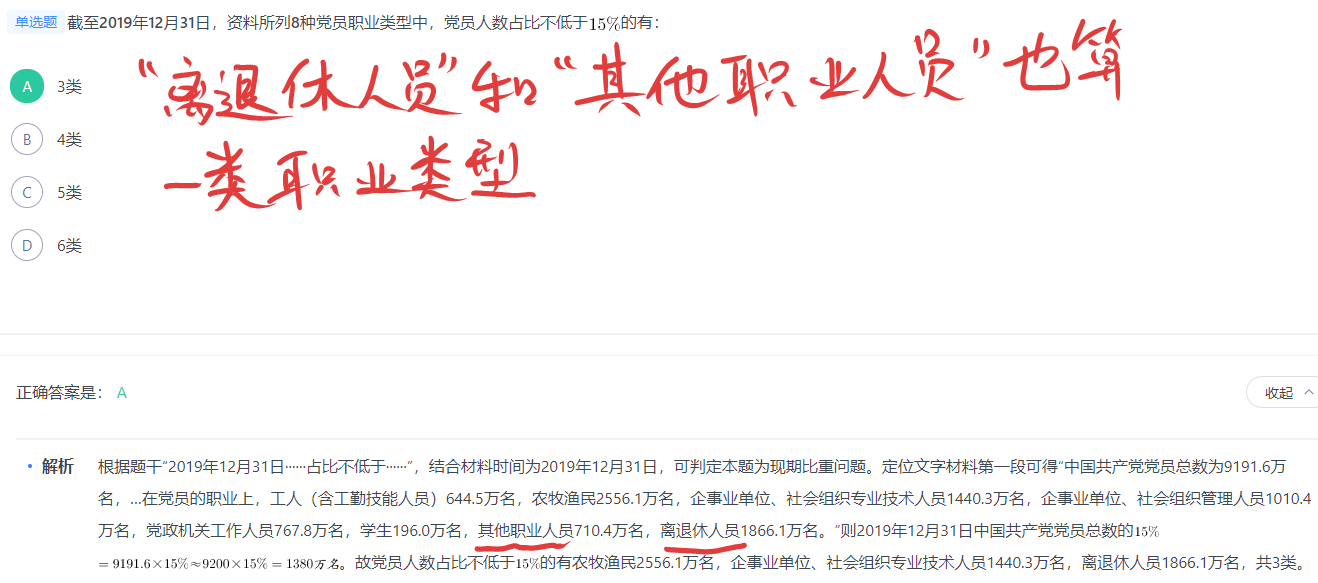 单选题 截至2019年12月31日，资料所列8种党员职业类型中，党员人数占比不低于15%的有：
“离退休人员”和“其他职业人员”也算
一类职业类型
A 3类
B 4类
C 5类
D 6类
正确答案是： A
收起
解析 根据题干“2019年12月31日······占比不低于······”，结合材料时间为2019年12月31日，可判定本题为现期比重问题。定位文字材料第一段可得“中国共产党党员总数为9191.6万
名，...在党员的职业上，工人（含工勤技能人员）644.5万名，农牧渔民2556.1万名，企事业单位、社会组织专业技术人员1440.3万名，企事业单位、社会组织管理人员1010.4
万名，党政机关工作人员767.8万名，学生196.0万名，其他职业人员710.4万名，离退休人员1866.1万名。”则2019年12月31日中国共产党党员总数的15%
=9191.6×15%≈9200×15%=1380万名。故党员人数占比不低于15%的有农牧渔民2556.1万名，企事业单位、社会组织专业技术人员1440.3万名，离退休人员1866.1万名，共3类。